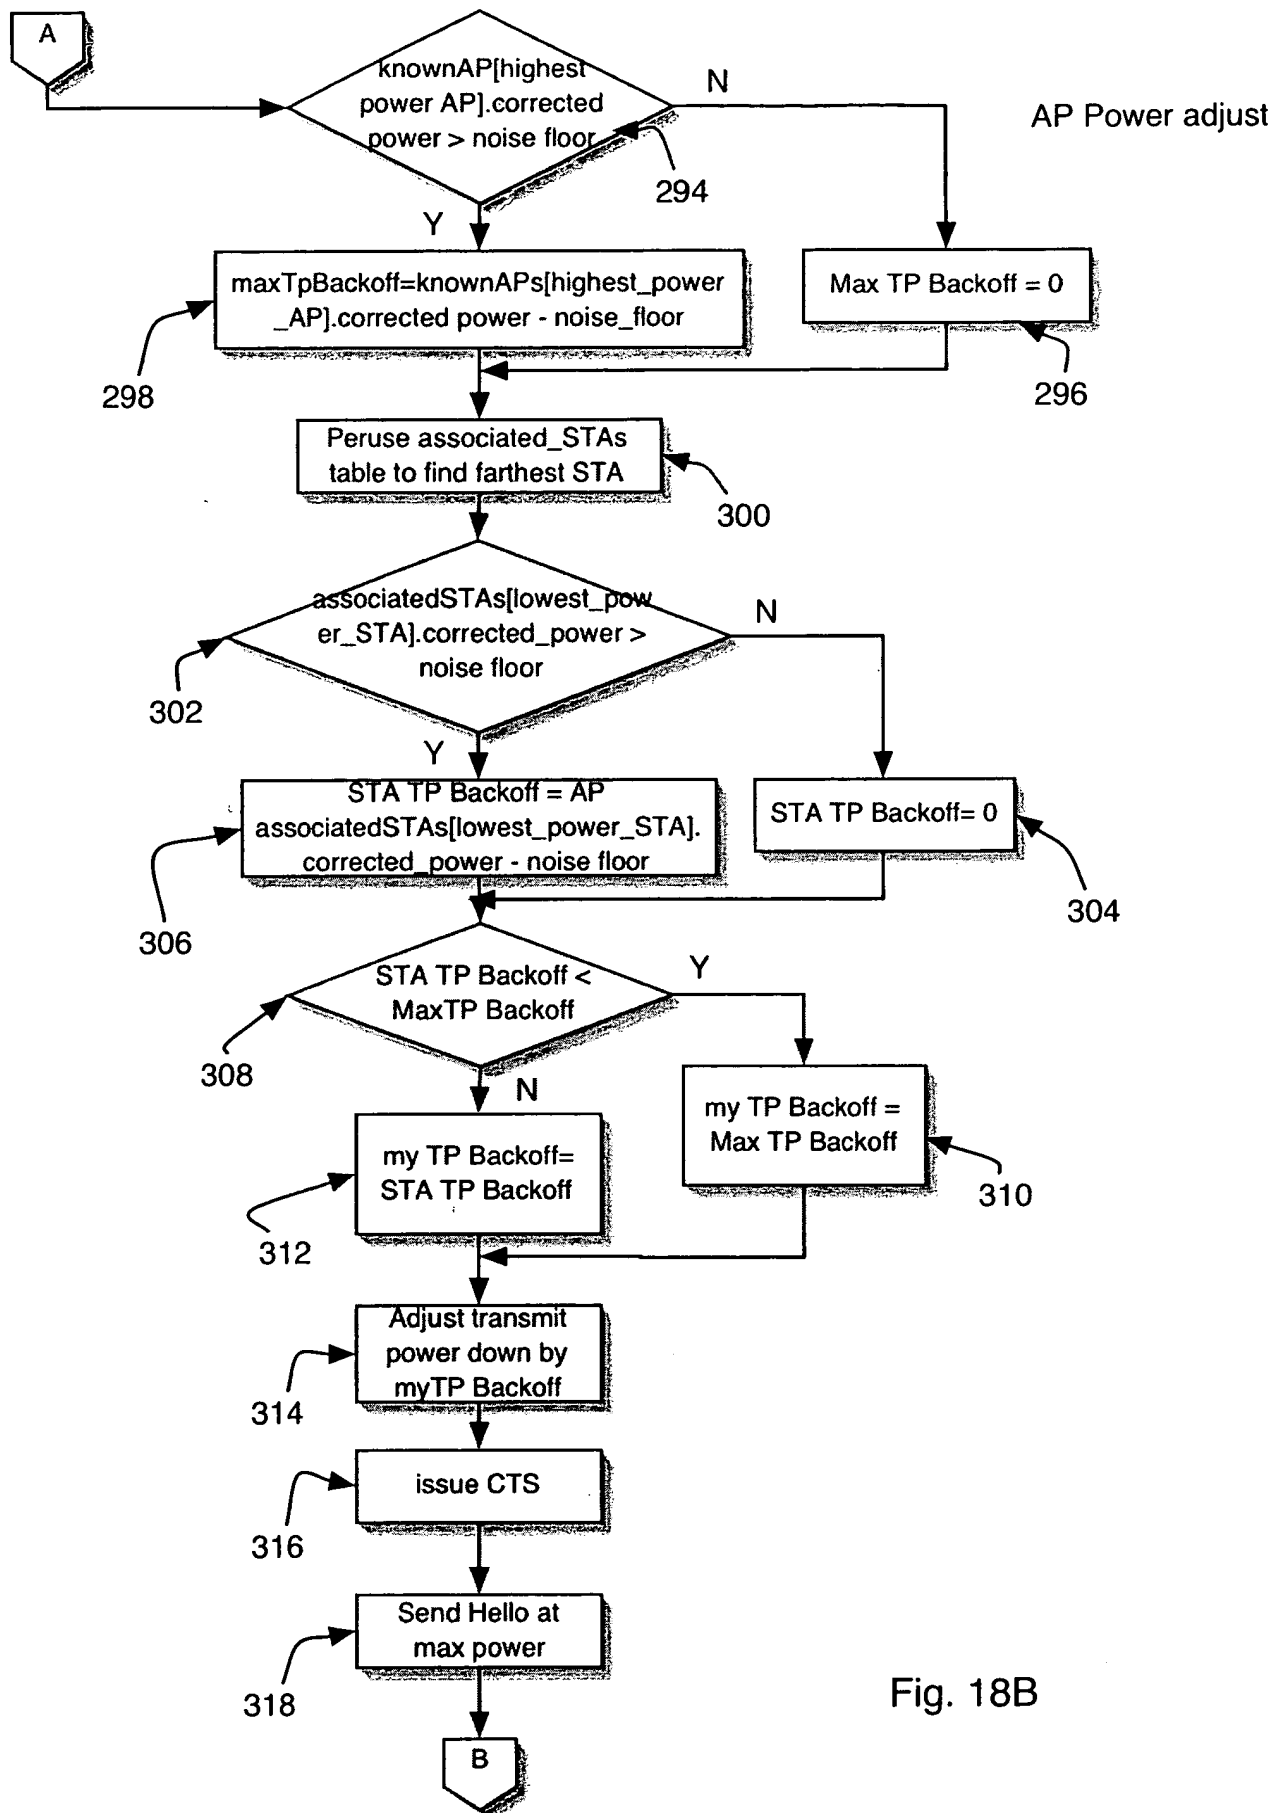 A
knownAP[highest
power AP].corrected
power > noise floor
N
AP Power adjust
294
Y
maxTpBackoff=knownAPs[highest_power
_AP].corrected power - noise_floor
Max TP Backoff = 0
298
296
Peruse associated_STAs
table to find farthest STA
300
associatedSTAs[lowest_pow
er_STA].corrected_power >
noise floor
N
302
Y
STA TP Backoff = AP
associatedSTAs[lowest_power_STA].
corrected_power - noise floor
STA TP Backoff= 0
306
304
STA TP Backoff <
MaxTP Backoff
Y
308
N
my TP Backoff =
Max TP Backoff
my TP Backoff=
STA TP Backoff
310
312
Adjust transmit
power down by
myTP Backoff
314
issue CTS
316
Send Hello at
max power
318
Fig. 18B
B